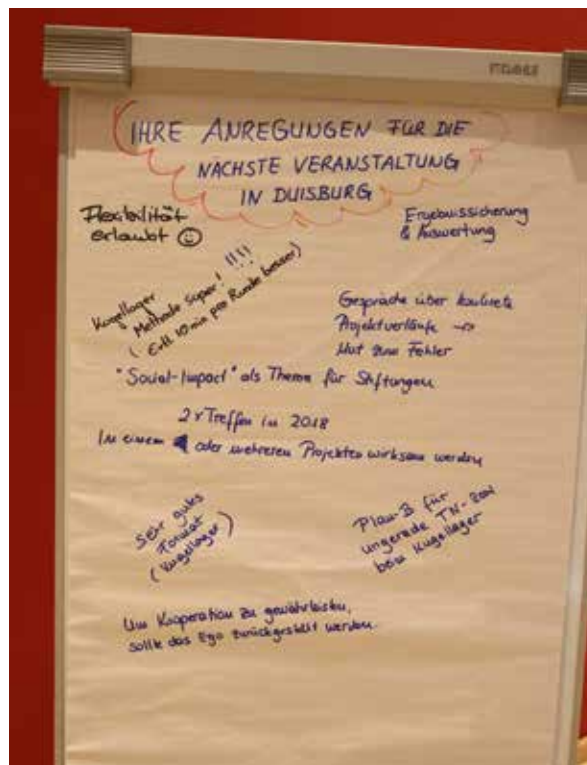 IHRE ANREGUNGEN FÜR DIE
NÄCHSTE VERANSTALTUNG
IN DUISBURG
Flexibilität
erlaubt
Ergebnissicherung
& Auswertung
Kugellager
Methode super! !!!!
(Evtl. 10 min pro Runde besser)
Gespräche über konkrete
Projektverläufe →
Mut zum Fehler
"Social-Impact" als Thema für Stiftungen
2x Treffen in 2018
In einem oder mehreren Projekten wirksam werden
Sehr gutes
Format
(Kugellager)
Plan-B für
ungerade TN-Zahl
beim Kugellager
Um Kooperation zu gewährleisten,
sollte das Ego zurückgestellt werden.